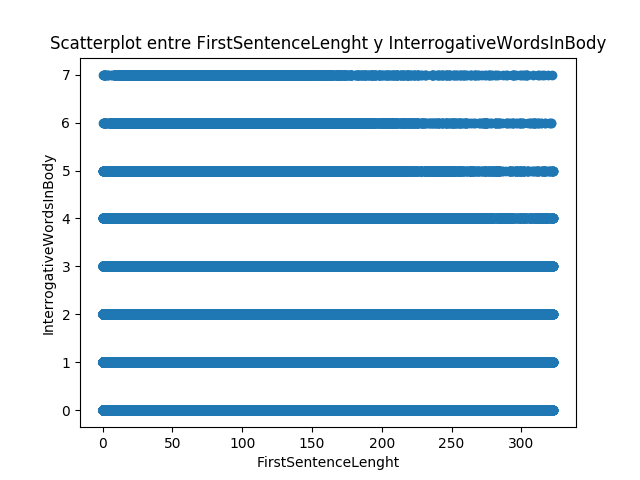 Scatterplot entre FirstSentenceLenght y InterrogativeWordsInBody
7
6
5
4
3
2
1
0
InterrogativeWordsInBody
0 50 100 150 200 250 300
FirstSentenceLenght